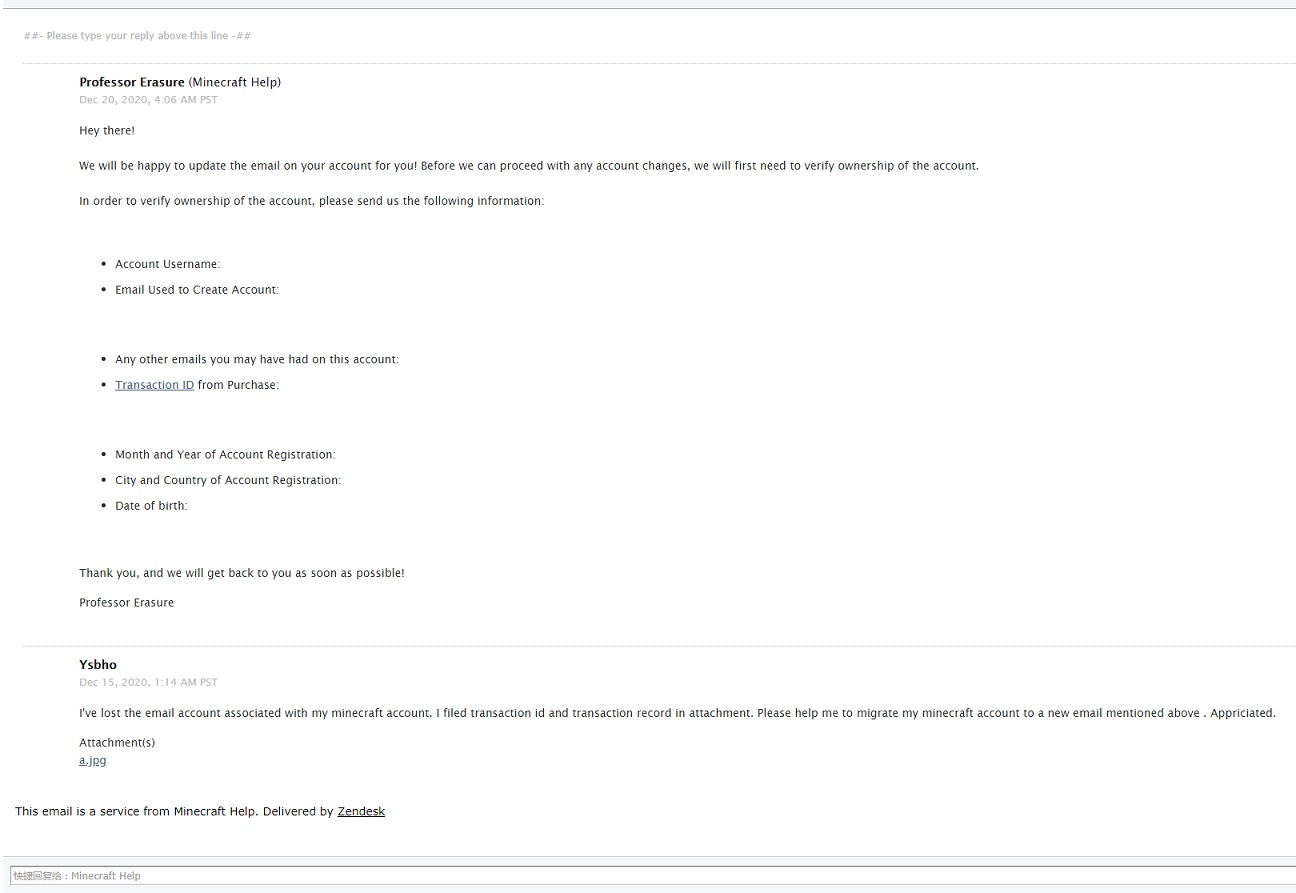 ##- Please type your reply above this line -##
Professor Erasure (Minecraft Help)
Dec 20, 2020, 4:06 AM PST
Hey there!
We will be happy to update the email on your account for you! Before we can proceed with any account changes, we will first need to verify ownership of the account.
In order to verify ownership of the account, please send us the following information:
• Account Username:
• Email Used to Create Account:
• Any other emails you may have had on this account:
• Transaction ID from Purchase:
• Month and Year of Account Registration:
• City and Country of Account Registration:
• Date of birth:
Thank you, and we will get back to you as soon as possible!
Professor Erasure
Ysbho
Dec 15, 2020, 1:14 AM PST
I've lost the email account associated with my minecraft account. I filed transaction id and transaction record in attachment. Please help me to migrate my minecraft account to a new email mentioned above . Appriciated.
Attachment(s)
a.jpg
This email is a service from Minecraft Help. Delivered by Zendesk
快捷回复给 : Minecraft Help